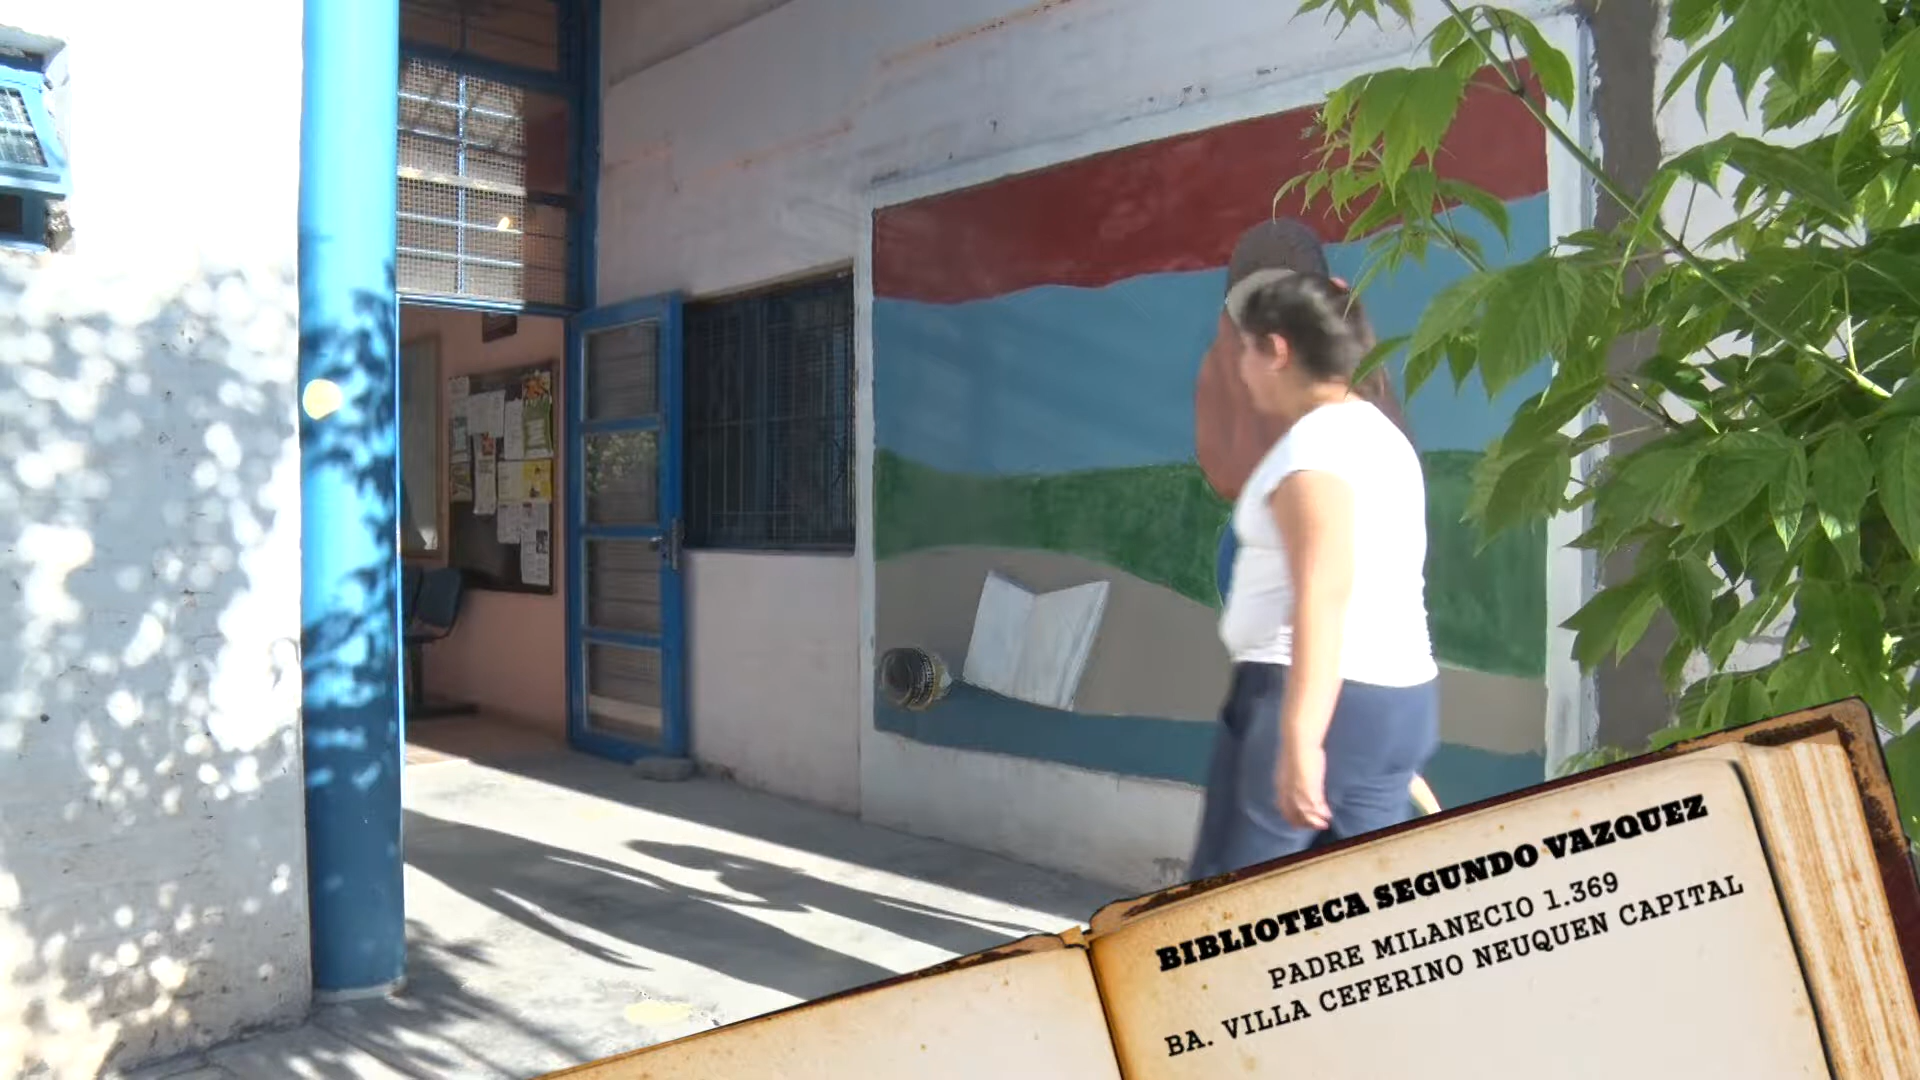 BIBLIOTECA SEGUNDO VAZQUEZ
PADRE MILANECIO 1.369
BA. VILLA CEFERINO NEUQUEN CAPITAL